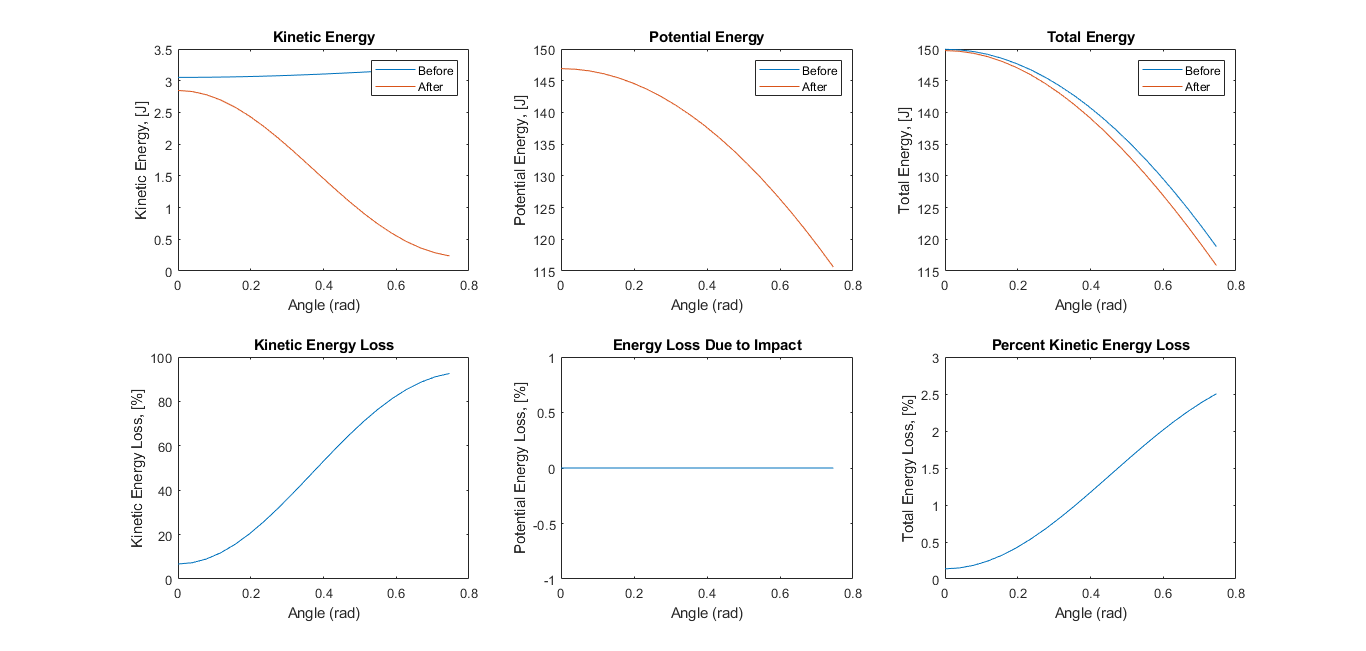 Kinetic Energy
Kinetic Energy, [J]
3.5
3
2.5
2
1.5
1
0.5
0
Before
After
0 0.2 0.4 0.6 0.8
Angle (rad)
Potential Energy
Potential Energy, [J]
150
145
140
135
130
125
120
115
Before
After
0 0.2 0.4 0.6 0.8
Angle (rad)
Total Energy
Total Energy, [J]
150
145
140
135
130
125
120
115
Before
After
0 0.2 0.4 0.6 0.8
Angle (rad)
Kinetic Energy Loss
Kinetic Energy Loss, [%]
100
80
60
40
20
0
0 0.2 0.4 0.6 0.8
Angle (rad)
Energy Loss Due to Impact
Potential Energy Loss, [%]
1
0.5
0
-0.5
-1
0 0.2 0.4 0.6 0.8
Angle (rad)
Percent Kinetic Energy Loss
Total Energy Loss, [%]
3
2.5
2
1.5
1
0.5
0
0 0.2 0.4 0.6 0.8
Angle (rad)